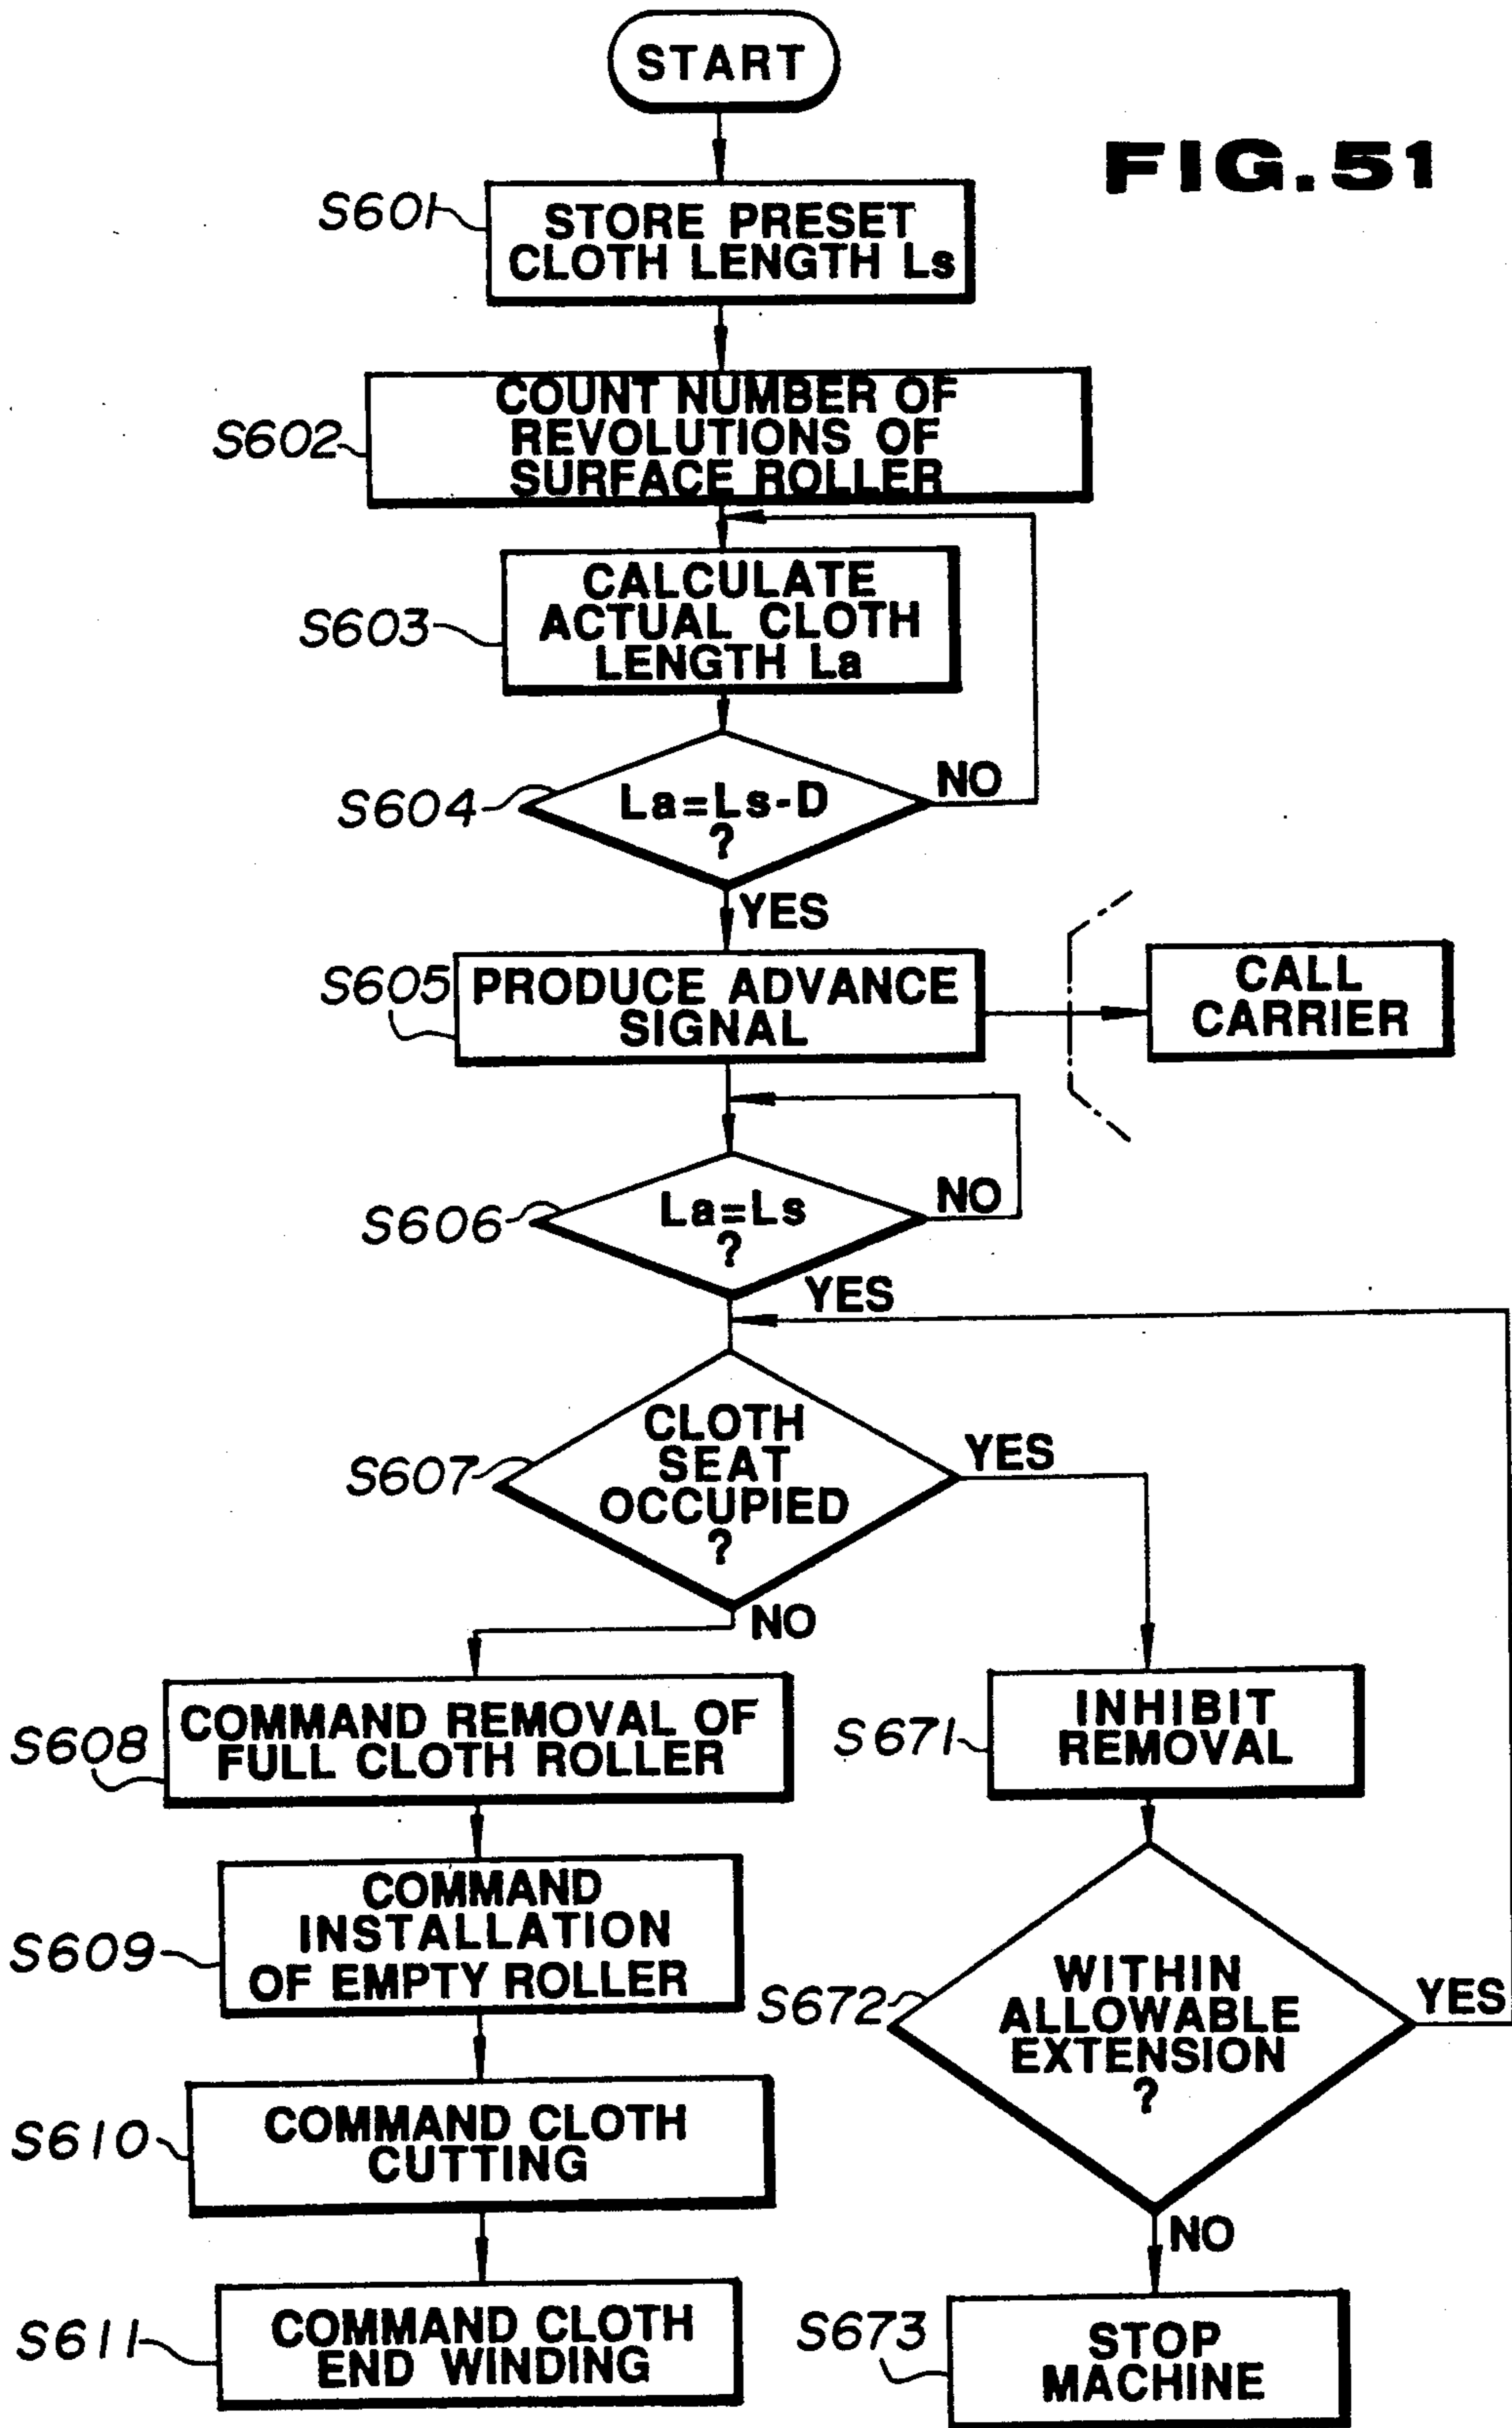 START
FIG.51
S601
STORE PRESET
CLOTH LENGTH Ls
S602
COUNT NUMBER OF
REVOLUTIONS OF
SURFACE ROLLER
S603
CALCULATE
ACTUAL CLOTH
LENGTH La
S604
La=Ls-D
?
NO
YES
S605
PRODUCE ADVANCE
SIGNAL
CALL
CARRIER
S606
La=Ls
?
NO
YES
S607
CLOTH
SEAT
OCCUPIED
?
YES
NO
S608
COMMAND REMOVAL OF
FULL CLOTH ROLLER
S671
INHIBIT
REMOVAL
S609
COMMAND
INSTALLATION
OF EMPTY ROLLER
S672
WITHIN
ALLOWABLE
EXTENSION
?
YES
NO
S610
COMMAND CLOTH
CUTTING
S611
COMMAND CLOTH
END WINDING
S673
STOP
MACHINE